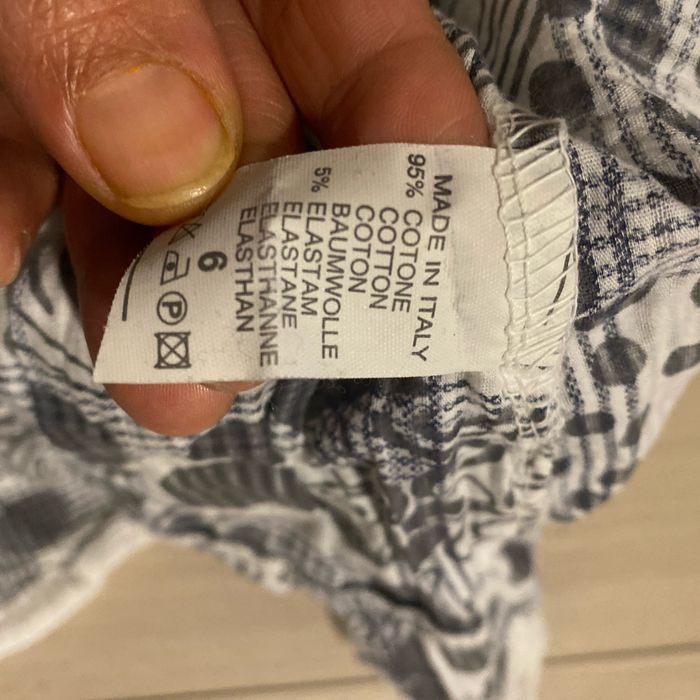 MADE IN ITALY
95% COTONE
COTTON
COTON
BAUMWOLLE
5% ELASTAM
ELASTANE
ELASTHANNE
ELASTHAN
6
P